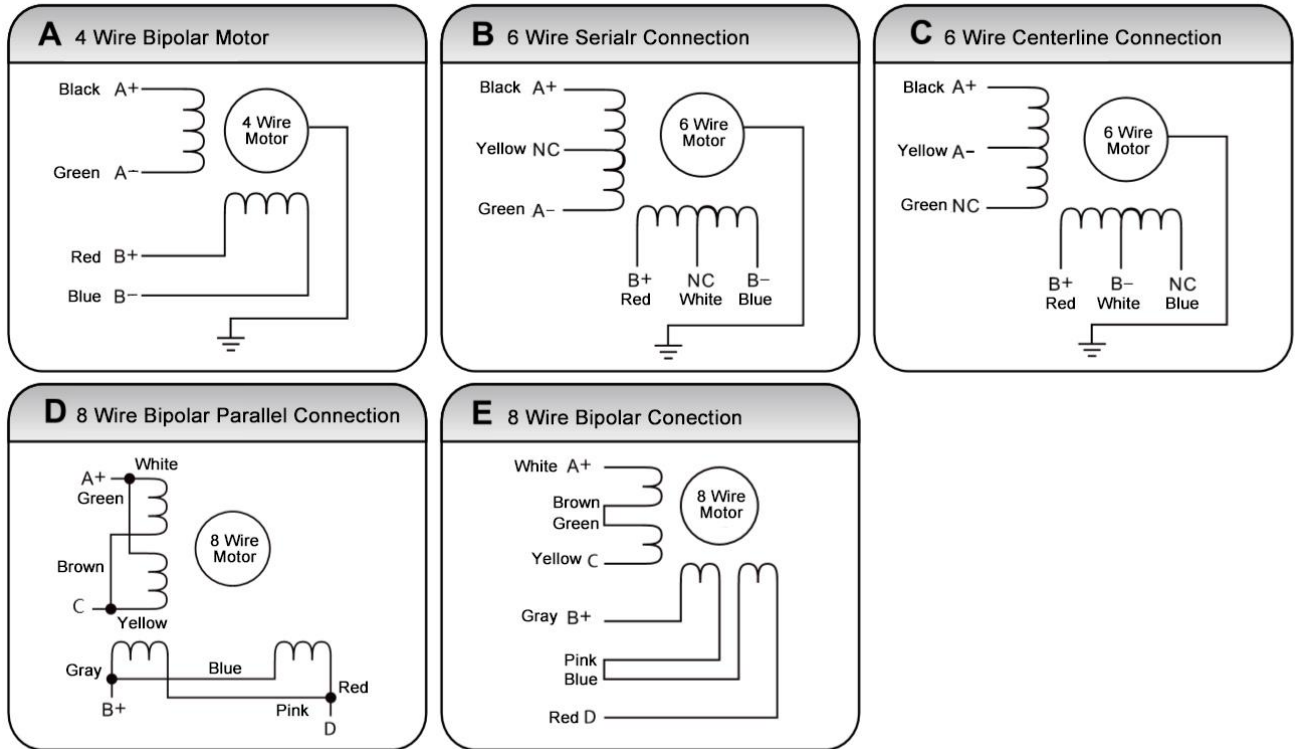 A 4 Wire Bipolar Motor
Black A+
4 Wire
Motor
Green A-
Red B+
Blue B-
B 6 Wire Serialr Connection
Black A+
6 Wire
Motor
Yellow NC
Green A-
B+ NC B-
Red White Blue
C 6 Wire Centerline Connection
Black A+
6 Wire
Motor
Yellow A-
Green NC
B+ B- NC
Red White Blue
D 8 Wire Bipolar Parallel Connection
White
A+
Green
8 Wire
Motor
Brown
C
Yellow
Gray Blue
Red
B+ Pink
D
E 8 Wire Bipolar Conection
White A+
8 Wire
Motor
Brown
Green
Yellow C
Gray B+
Pink
Blue
Red D